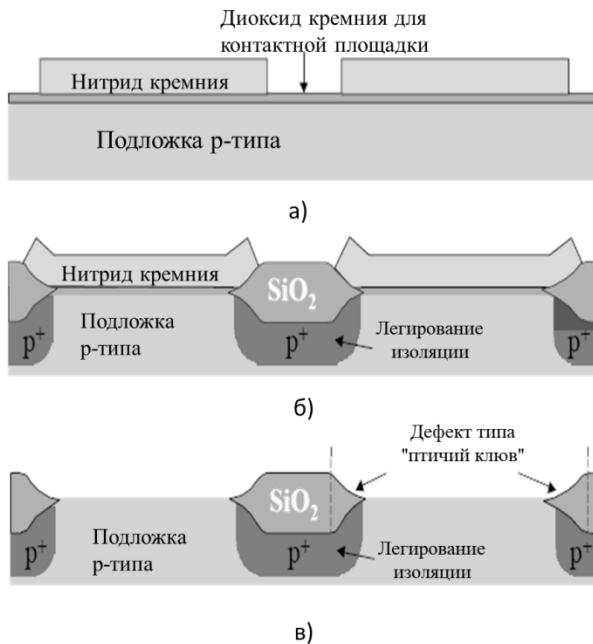 Диоксид кремния для
контактной площадки
Нитрид кремния
Подложка р-типа
а)
Нитрид кремния
SiO₂
Подложка
р-типа
Легирование
изоляции
p⁺
p⁺
p⁺
б)
Дефект типа
"птичий клюв"
SiO₂
Подложка
р-типа
Легирование
изоляции
p⁺
p⁺
p⁺
в)